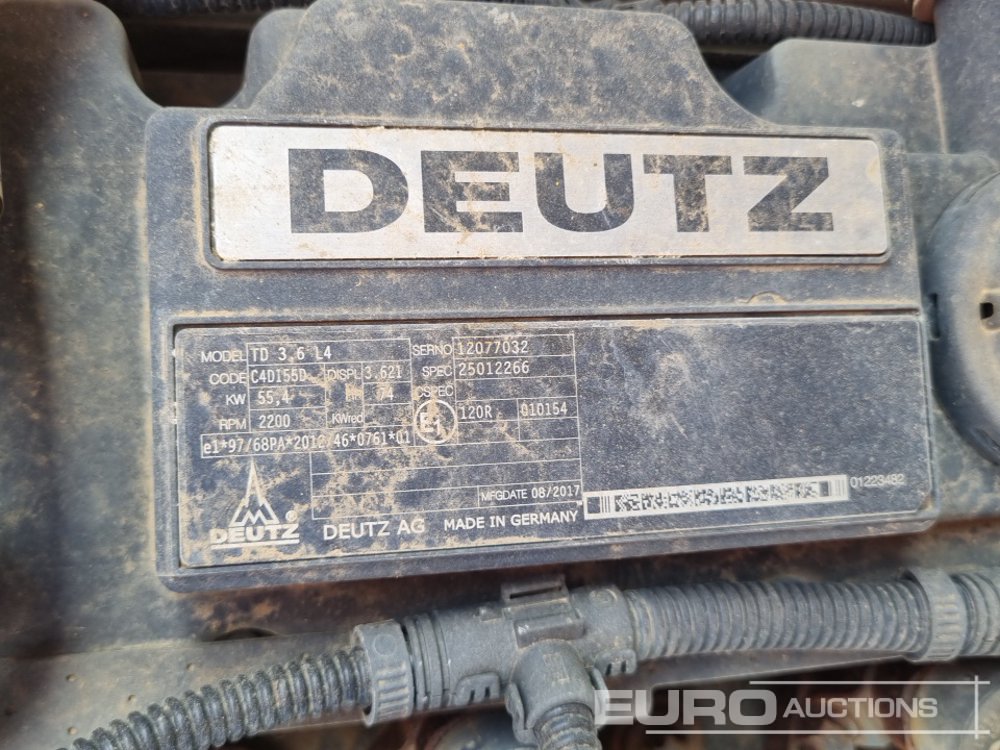 DEUTZ
MODEL TD 3,6 L4 SERNO 12077032
CODE C4DI55D DISPL 3.621 SPEC 25012266
KW 55,4 74 CSPEC
RPM 2200 KWred E1 120R 010154
e1*97/68PA*2012/46*0761*01
MFGDATE 08/2017
01223482
DEUTZ ® DEUTZ AG MADE IN GERMANY
EURO AUCTIONS